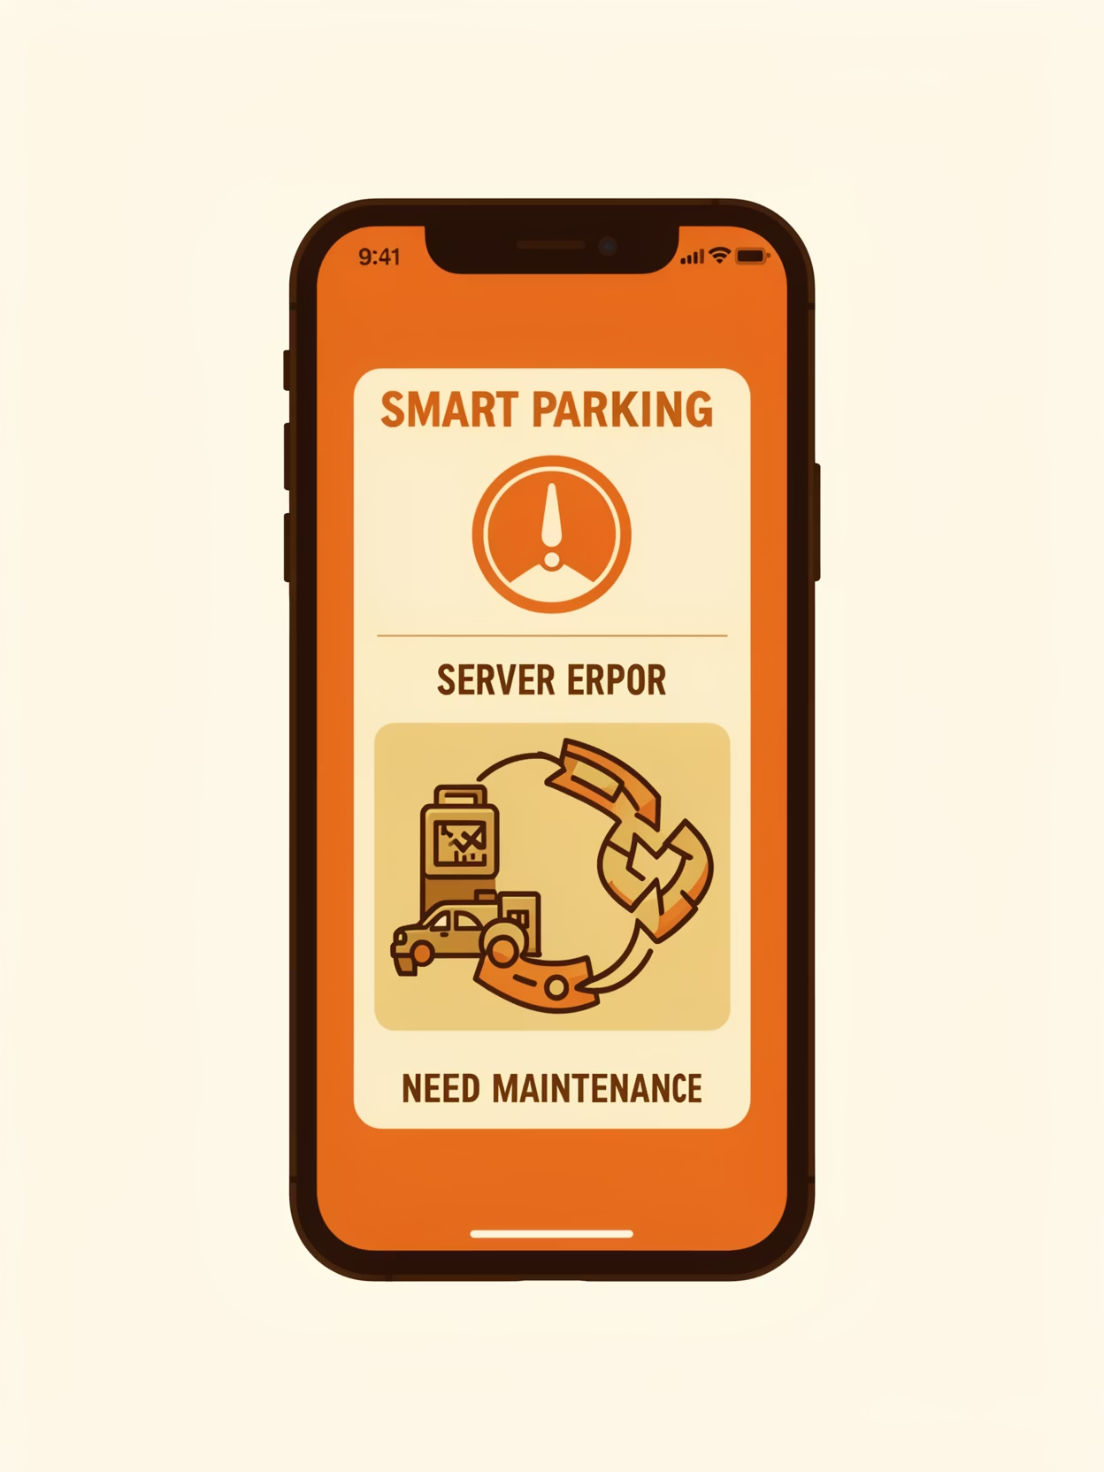 9:41
SMART PARKING
SERVER ERPOR
NEED MAINTENANCE